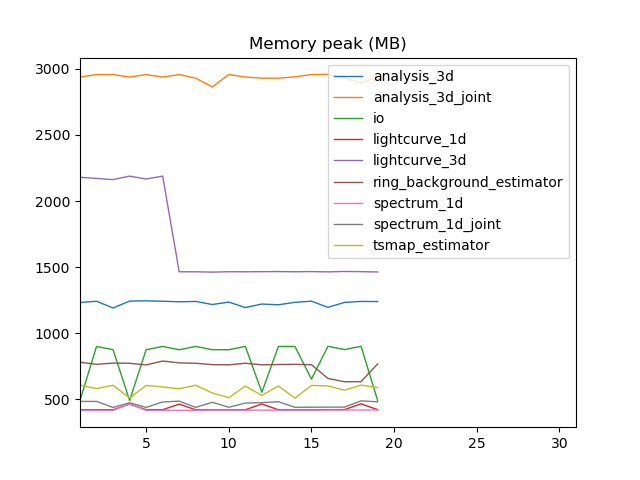 Memory peak (MB)
3000
2500
2000
1500
1000
500
analysis_3d
analysis_3d_joint
io
lightcurve_1d
lightcurve_3d
ring_background_estimator
spectrum_1d
spectrum_1d_joint
tsmap_estimator
5 10 15 20 25 30